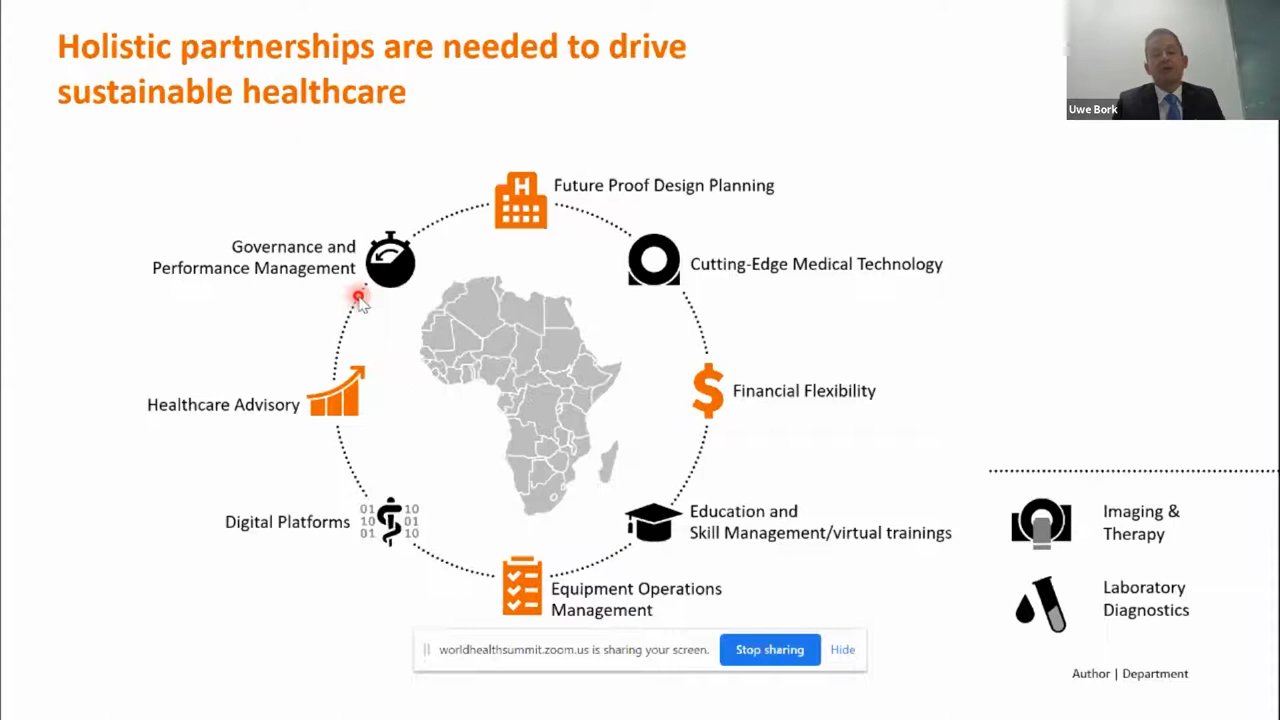 Holistic partnerships are needed to drive
sustainable healthcare
Uwe Bork
H
Future Proof Design Planning
Governance and
Performance Management
Cutting-Edge Medical Technology
$
Financial Flexibility
Healthcare Advisory
Education and
Skill Management/virtual trainings
Digital Platforms
01 10
10 01
01 10
Equipment Operations
Management
Imaging &
Therapy
Laboratory
Diagnostics
worldhealthsummit.zoom.us is sharing your screen.
Stop sharing
Hide
Author | Department